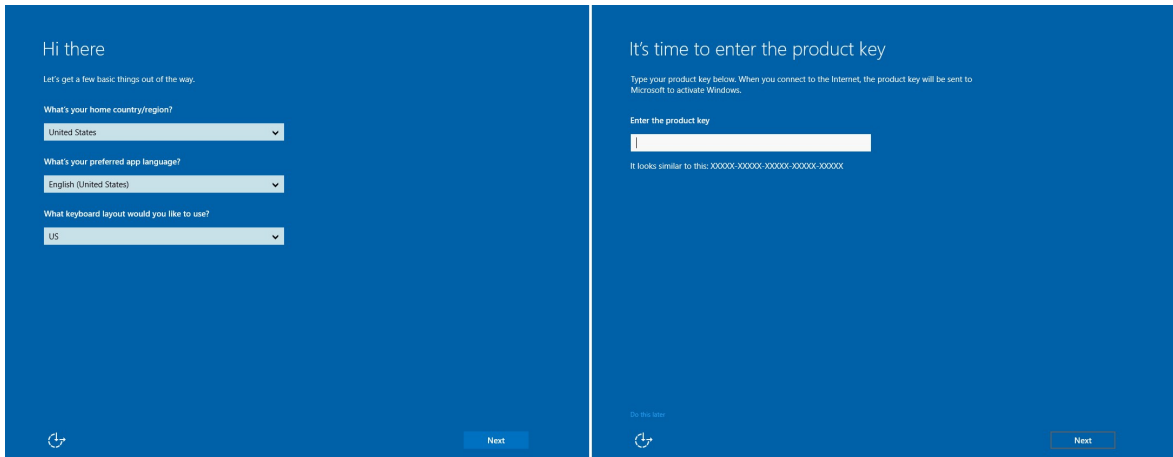 Hi there
Let's get a few basic things out of the way.
What's your home country/region?
United States
What's your preferred app language?
English (United States)
What keyboard layout would you like to use?
US
Next
It's time to enter the product key
Type your product key below. When you connect to the Internet, the product key will be sent to
Microsoft to activate Windows.
Enter the product key
It looks similar to this: XXXXX-XXXXX-XXXXX-XXXXX-XXXXX
Do this later
Next